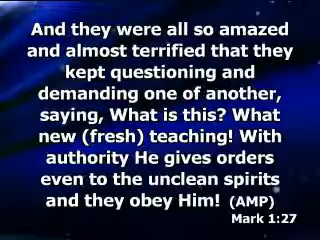 And they were all so amazed
and almost terrified that they
kept questioning and
demanding one of another,
saying, What is this? What
new (fresh) teaching! With
authority He gives orders
even to the unclean spirits
and they obey Him! (AMP)
Mark 1:27